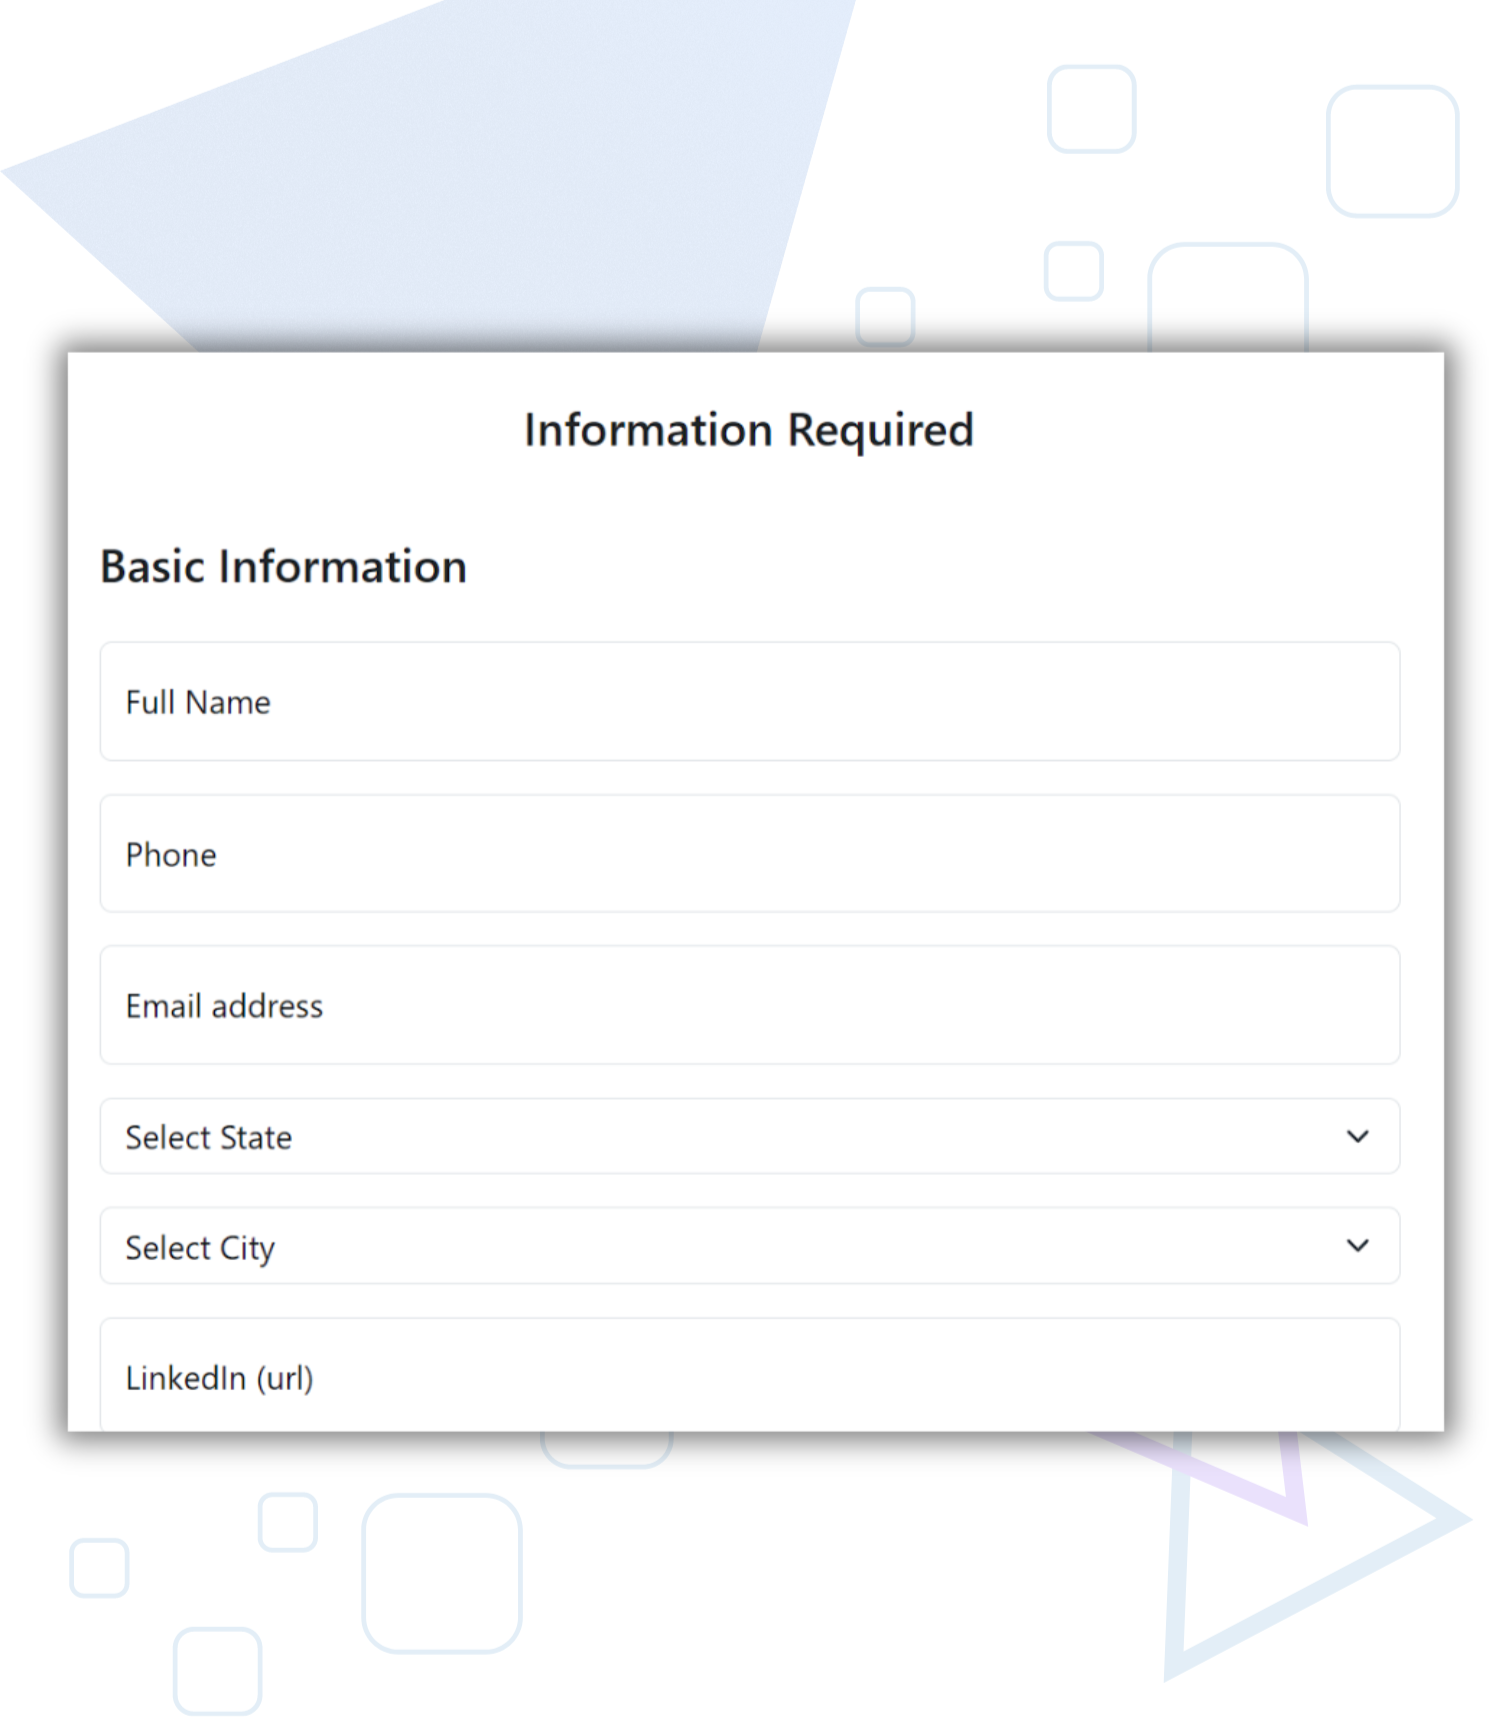 Information Required
Basic Information
Full Name
Phone
Email address
Select State
Select City
LinkedIn (url)